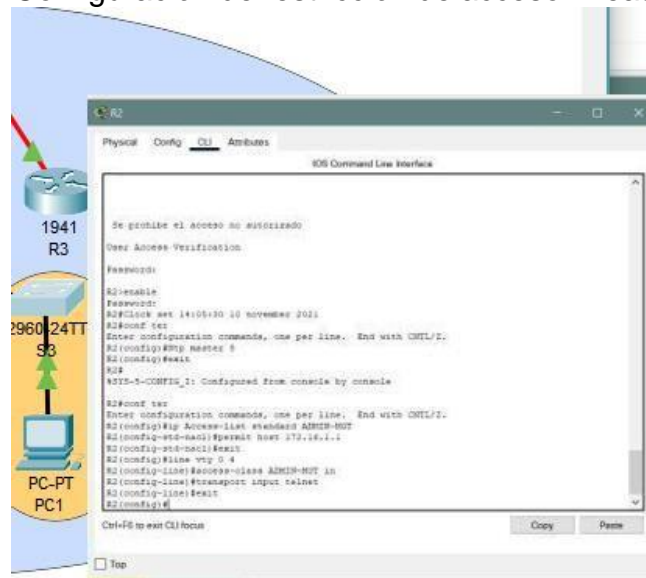 R2
Physical Config CLI Attributes
IOS Command Line Interface
Se prohibe el acceso no autorizado
User Access Verification
Password:
R2>enable
Password:
R2#Clock set 14:05:30 10 november 2021
R2#conf ter
Enter configuration commands, one per line. End with CNTL/Z.
R2(config)#Ntp master 5
R2(config)#exit
R2#
%SYS-5-CONFIG_I: Configured from console by console
R2#conf ter
Enter configuration commands, one per line. End with CNTL/Z.
R2(config)#ip Access-list standard ADMIN-MGT
R2(config-std-nacl)#permit host 172.16.1.1
R2(config-std-nacl)#exit
R2(config)#line vty 0 4
R2(config-line)#access-class ADMIN-MGT in
R2(config-line)#transport input telnet
R2(config-line)#exit
R2(config)#
Ctrl+F6 to exit CLI focus
Copy Paste
Top
1941
R3
2960-24TT
S3
PC-PT
PC1